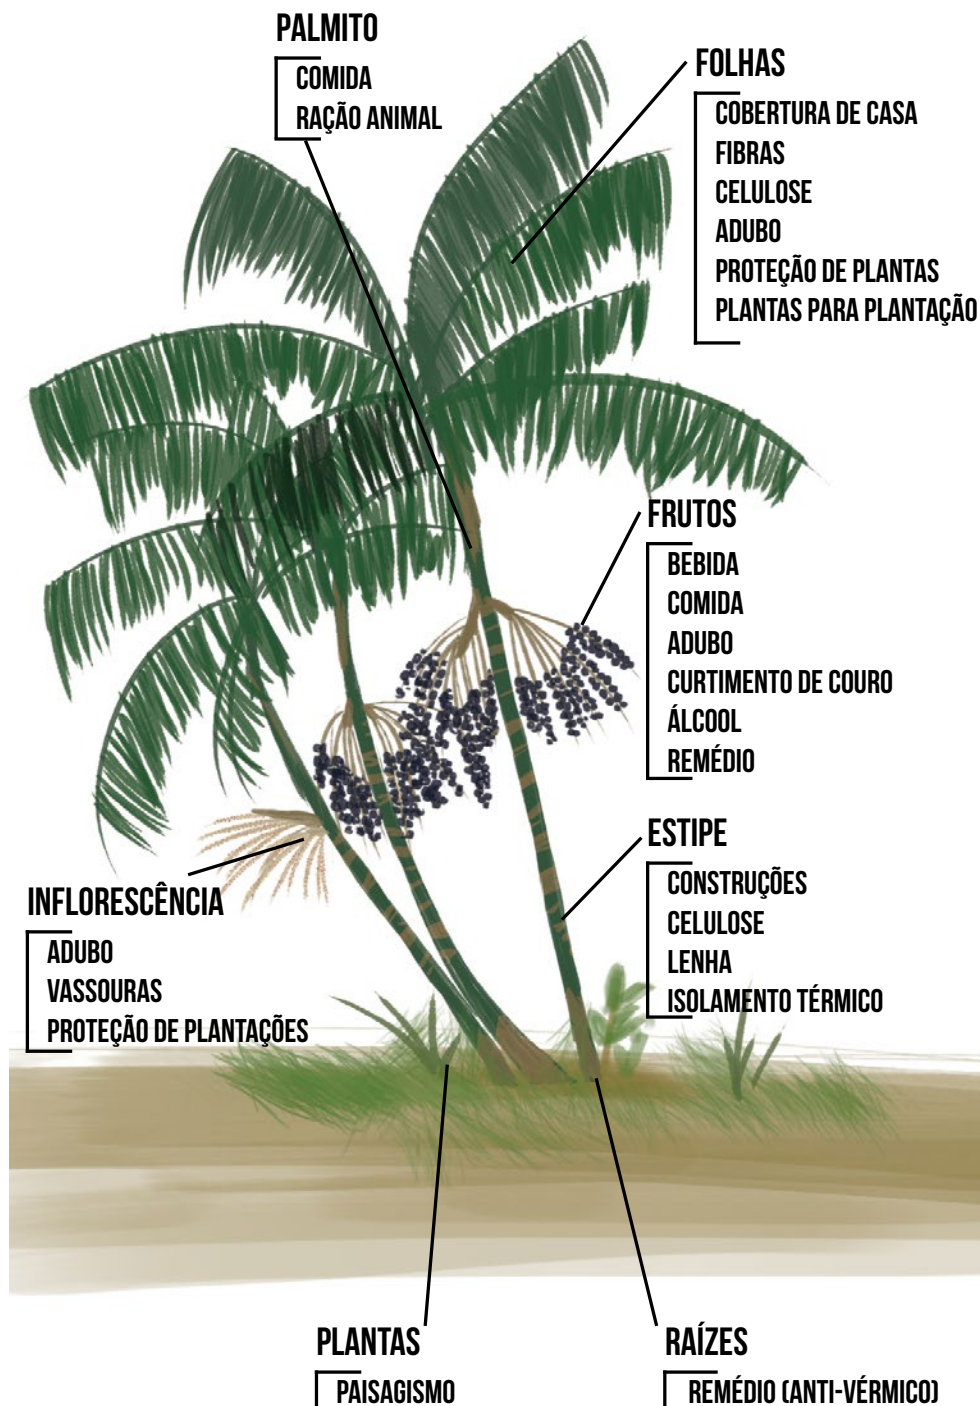 PALMITO
COMIDA
RAÇÃO ANIMAL
FOLHAS
COBERTURA DE CASA
FIBRAS
CELULOSE
ADUBO
PROTEÇÃO DE PLANTAS
PLANTAS PARA PLANTAÇÃO
FRUTOS
BEBIDA
COMIDA
ADUBO
CURTIMENTO DE COURO
ÁLCOOL
REMÉDIO
ESTIPE
CONSTRUÇÕES
CELULOSE
LENHA
ISOLAMENTO TÉRMICO
INFLORESCÊNCIA
ADUBO
VASSOURAS
PROTEÇÃO DE PLANTAÇÕES
PLANTAS
PAISAGISMO
RAÍZES
REMÉDIO (ANTI-VÉRMICO)